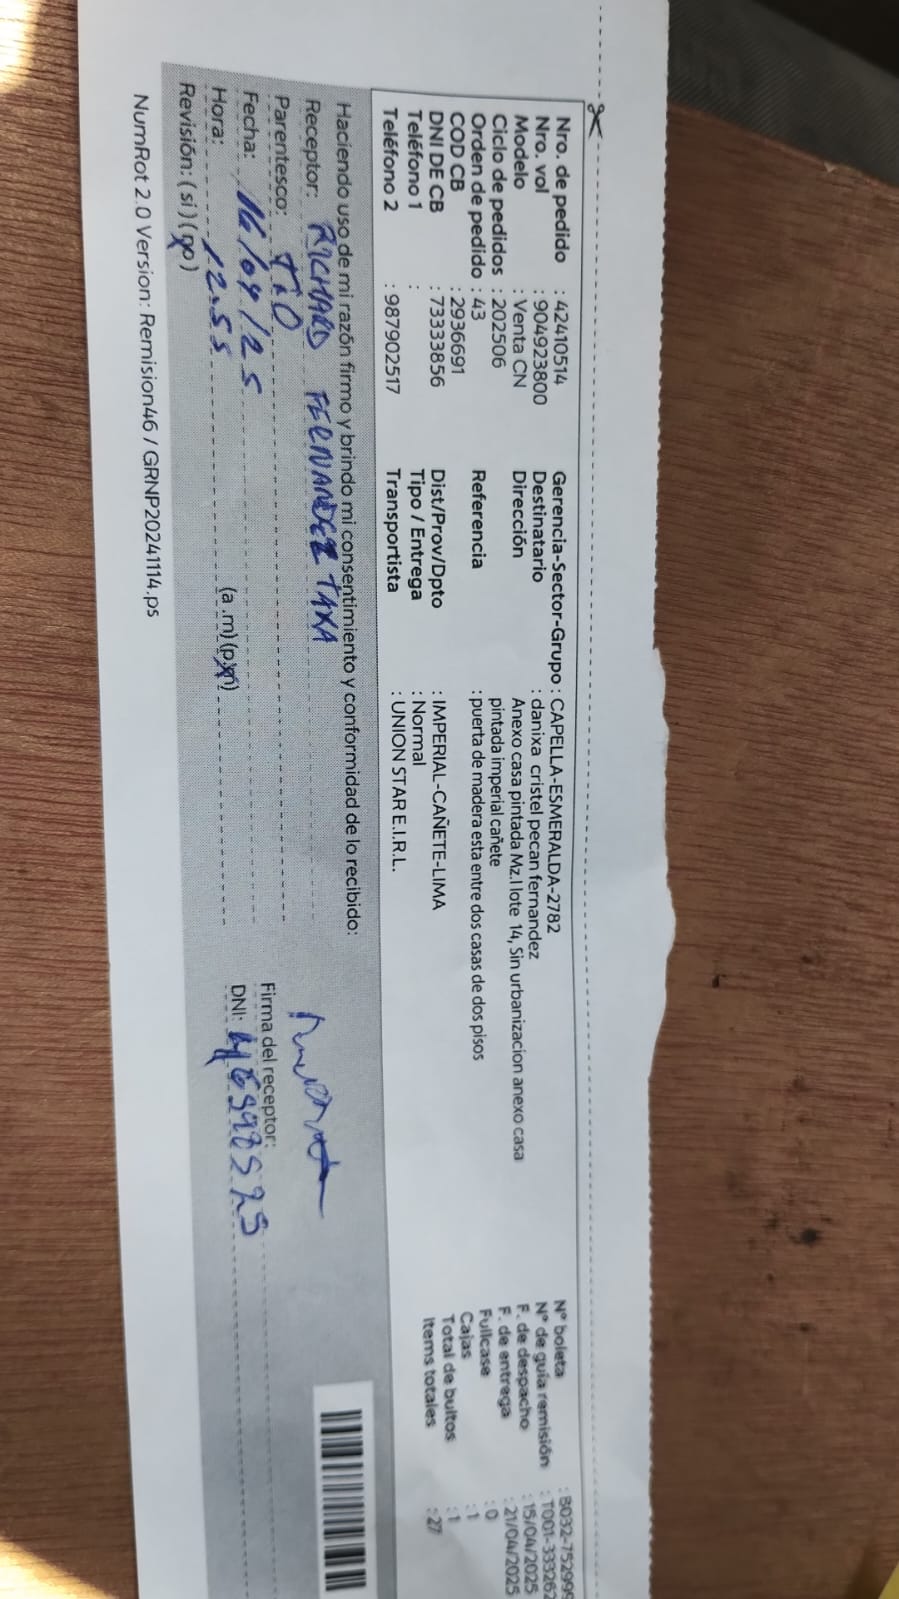 Nro. de pedido : 42410514
Nro. vol : 904923800
Modelo : Venta CN
Ciclo de pedidos : 202506
Orden de pedido : 43
COD CB : 2936691
DNI DE CB : 73333856
Teléfono 1 :
Teléfono 2 : 987902517
Gerencia-Sector-Grupo : CAPELLA-ESMERALDA-2782
Destinatario : danixa cristel pecan fernandez
Dirección Anexo casa pintada Mz.I lote 14, Sin urbanizacion anexo casa
pintada imperial cañete
Referencia : puerta de madera esta entre dos casas de dos pisos
Dist/Prov/Dpto : IMPERIAL-CAÑETE-LIMA
Tipo / Entrega : Normal
Transportista : UNION STAR E.I.R.L.
N° boleta : B032-752999
N° de guía remisión : T001-333262
F. de despacho : 15/04/2025
F. de entrega : 21/04/2025
Fullcase : 0
Cajas : 1
Total de bultos : 1
Items totales : 27
Haciendo uso de mi razón firmo y brindo mi consentimiento y conformidad de lo recibido:
Receptor: RICHARD FERNANDEZ TAXA
Parentesco: TIO
Fecha: 16/04/25
Hora: 12:55 (a.m) (p.m)
Revisión: (si) (no)
Firma del receptor:
DNI:
NumRot 2.0 Version: Remision46 / GRNP20241114.ps